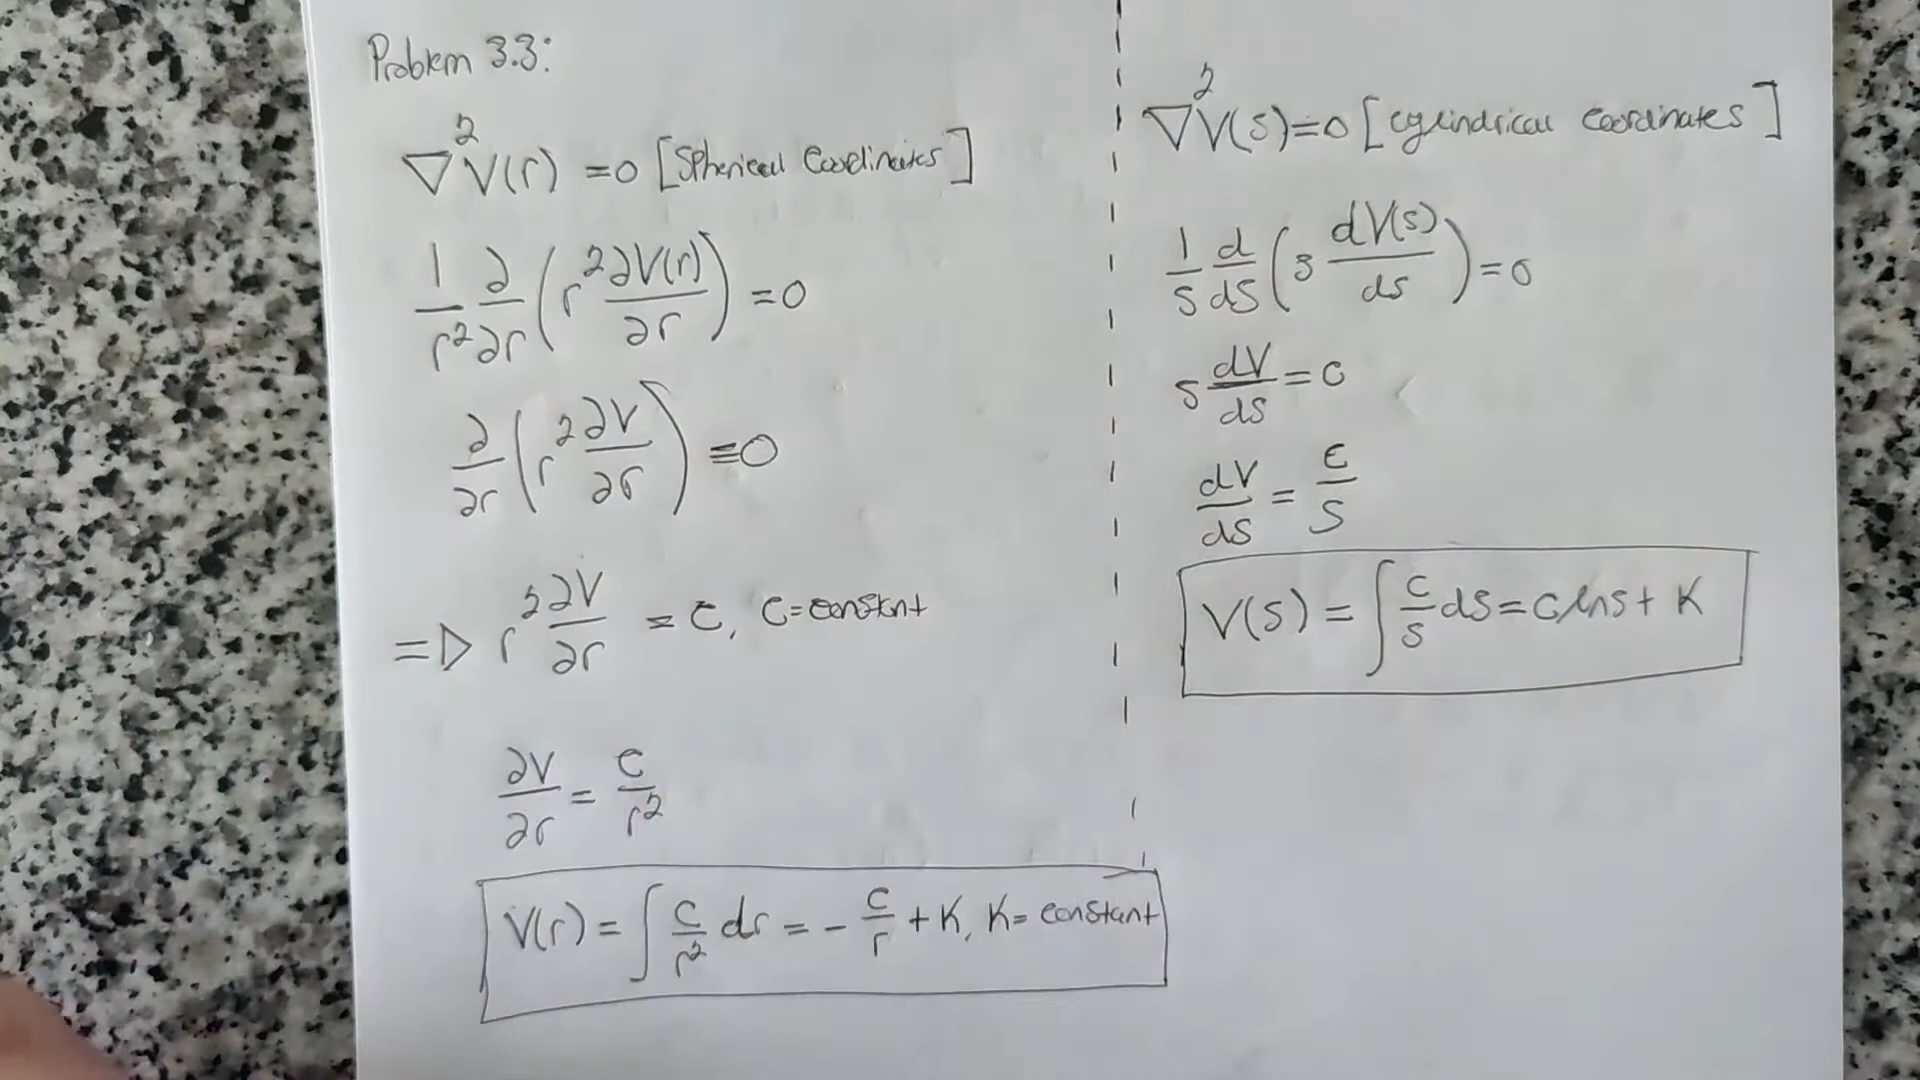 Problem 3.3:
∇²V(r) = 0 [Spherical Coordinates]
1/r² ∂/∂r (r² ∂V(r)/∂r) = 0
∂/∂r (r² ∂V/∂r) = 0
=> r² ∂V/∂r = C, C = constant
∂V/∂r = C/r²
V(r) = ∫ C/r² dr = - C/r + K, K = constant
∇²V(s) = 0 [Cylindrical Coordinates]
1/s d/ds (s dV(s)/ds) = 0
s dV/ds = C
dV/ds = C/s
V(s) = ∫ C/s ds = C ln s + K